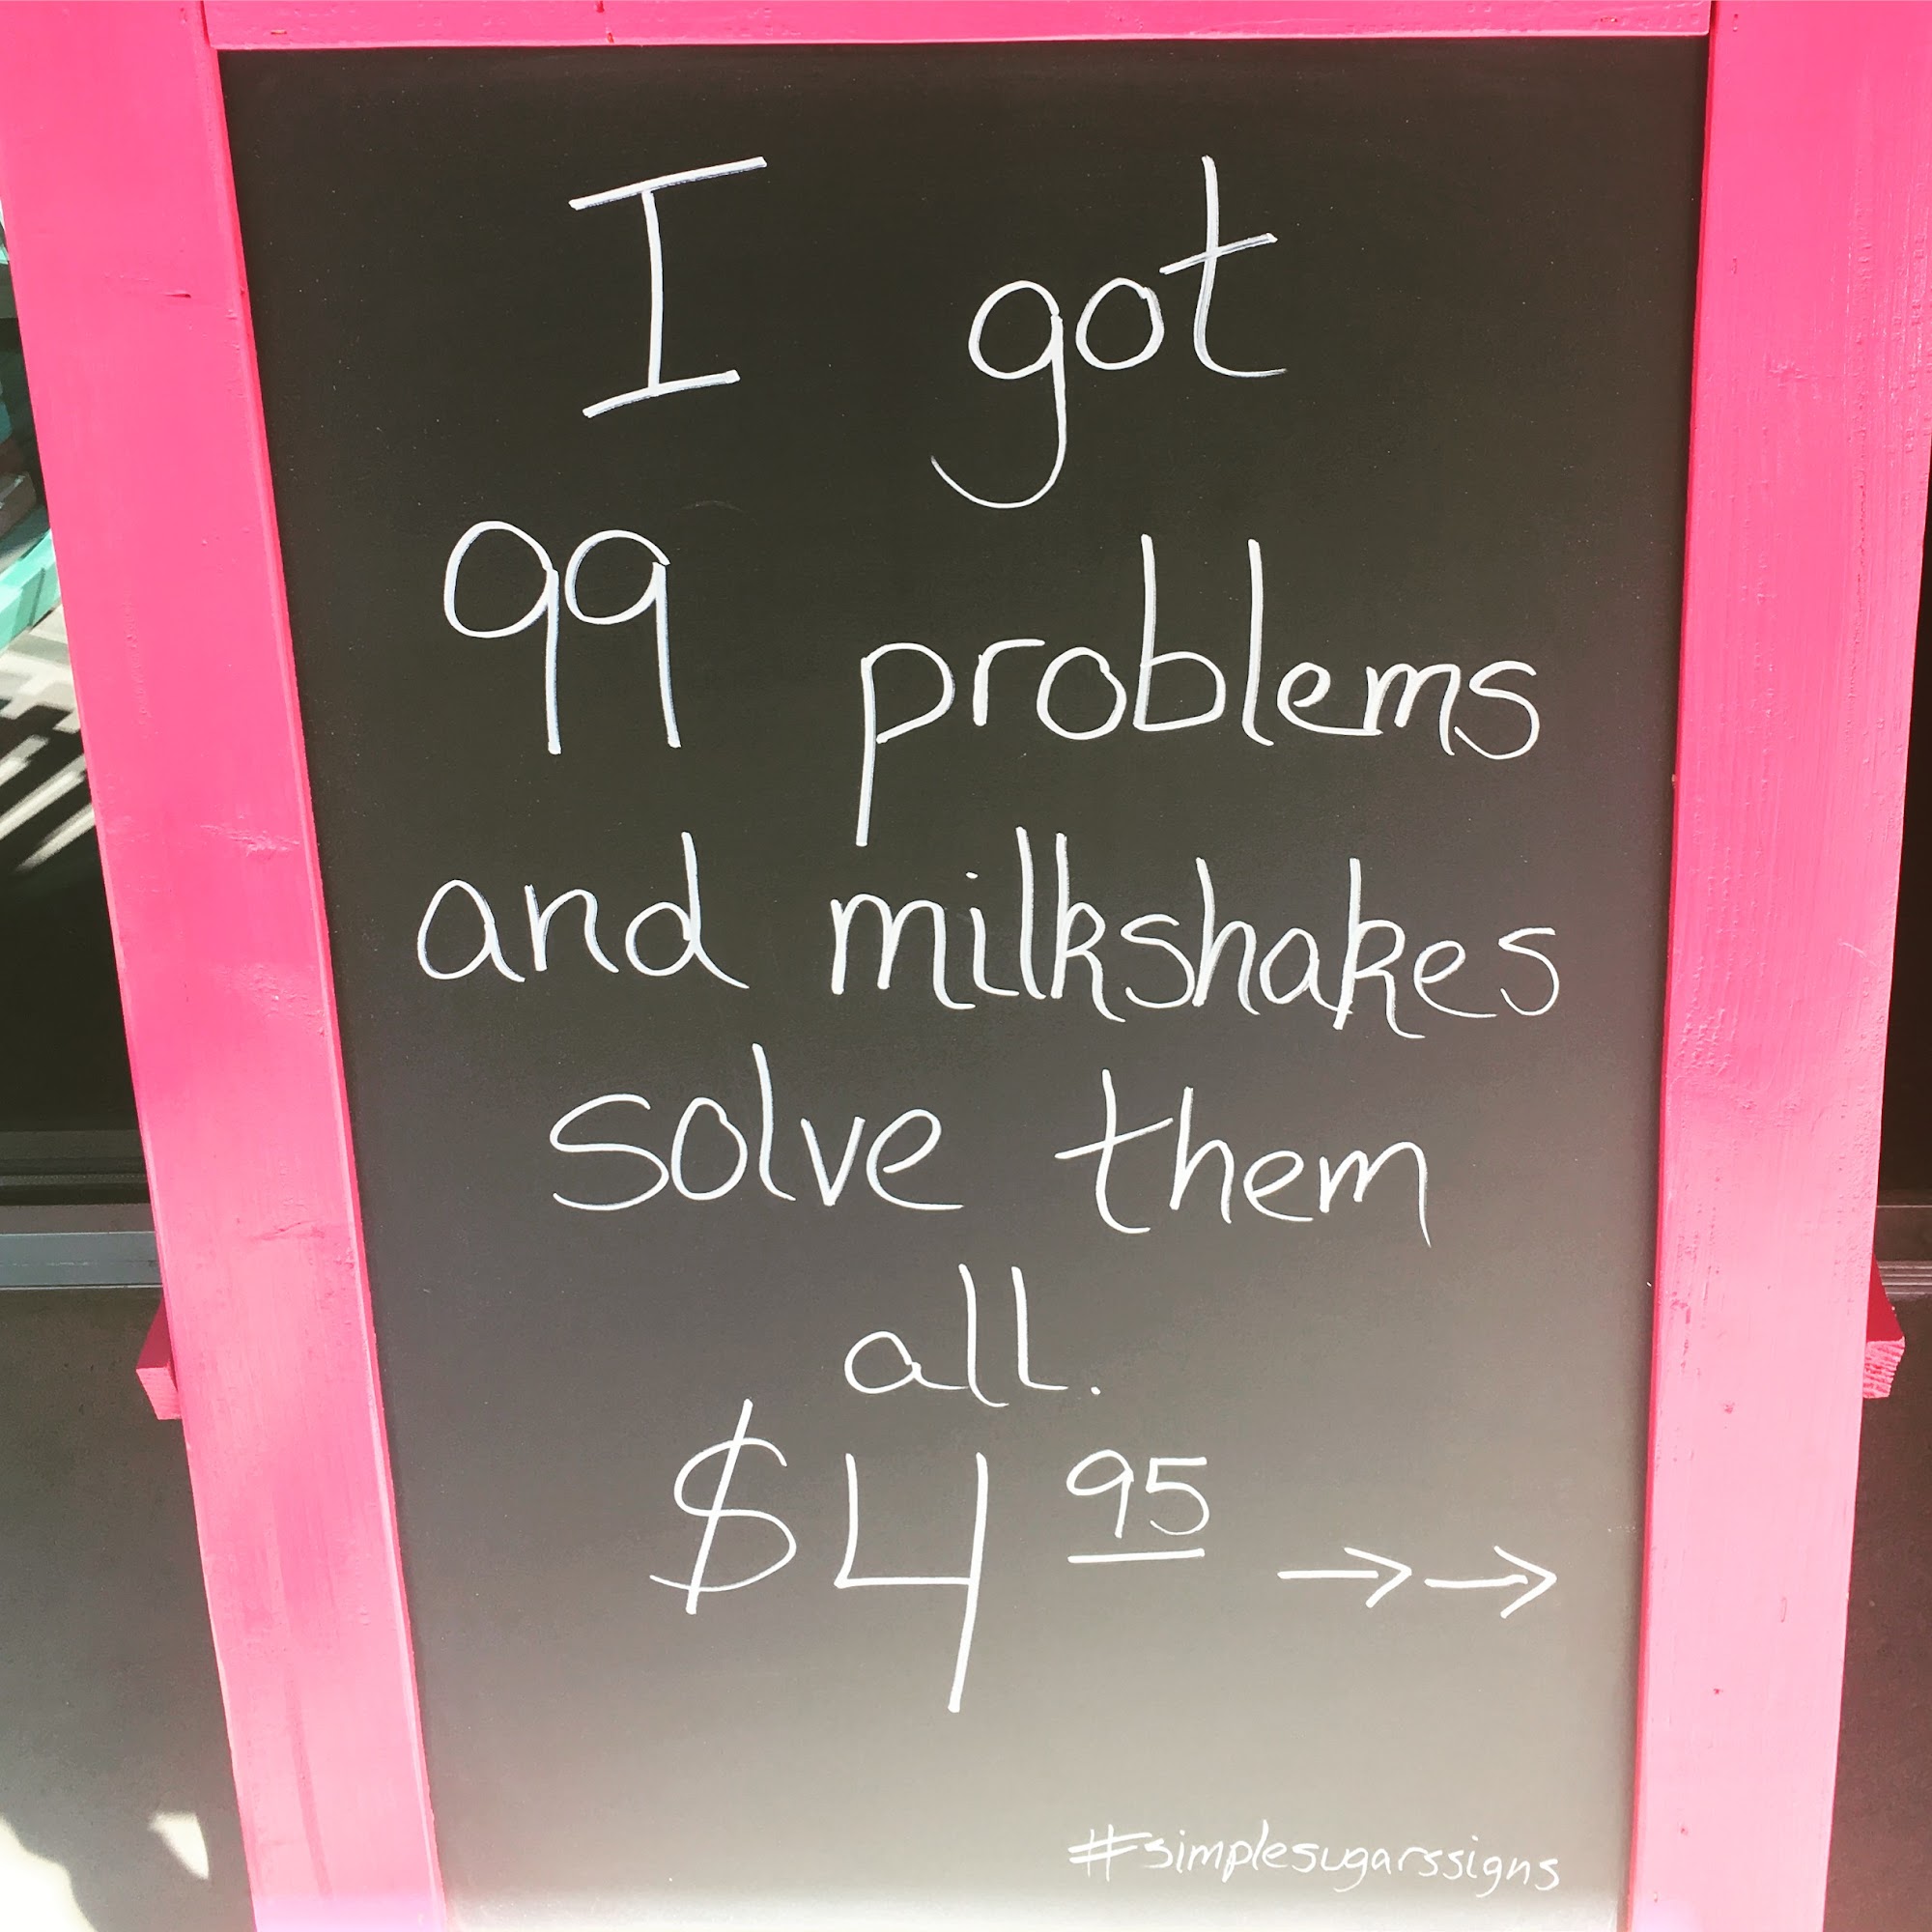 I got
99 problems
and milkshakes
solve them
all.
$4 95 →→
#simplesugarssigns